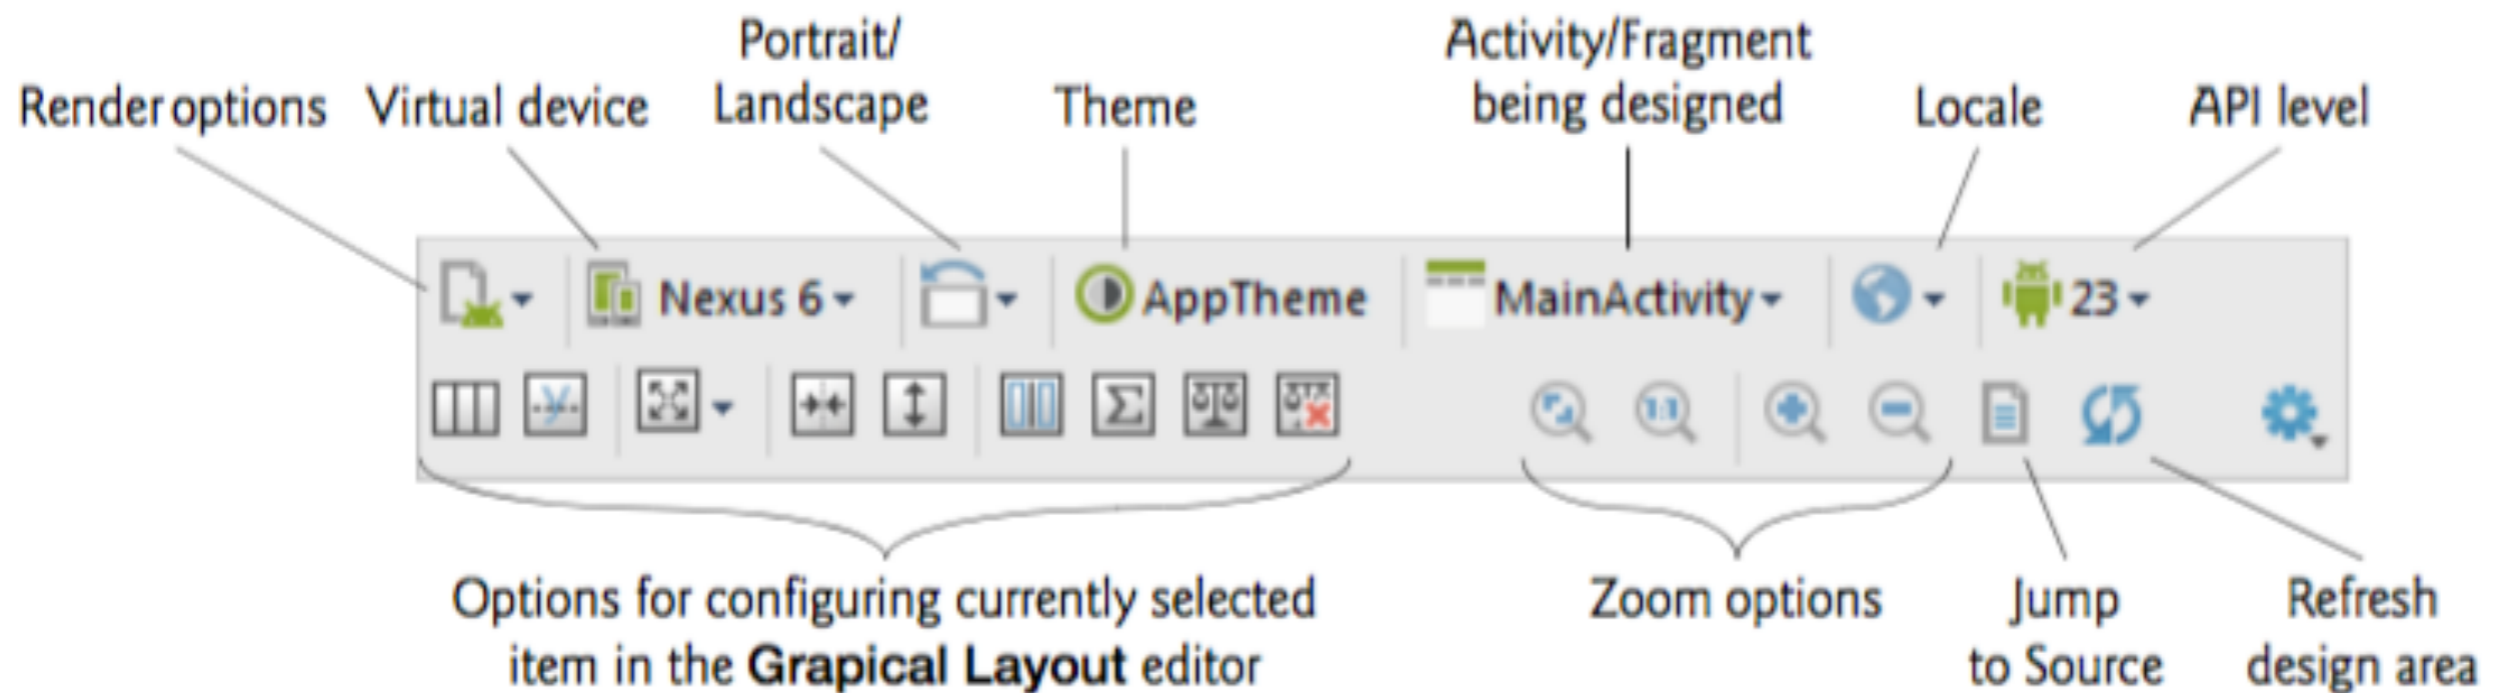 Portrait/
Landscape
Activity/Fragment
being designed
Render options
Virtual device
Theme
Locale
API level
Nexus 6
AppTheme
MainActivity
23
1:1
Options for configuring currently selected
item in the Grapical Layout editor
Zoom options
Jump
to Source
Refresh
design area